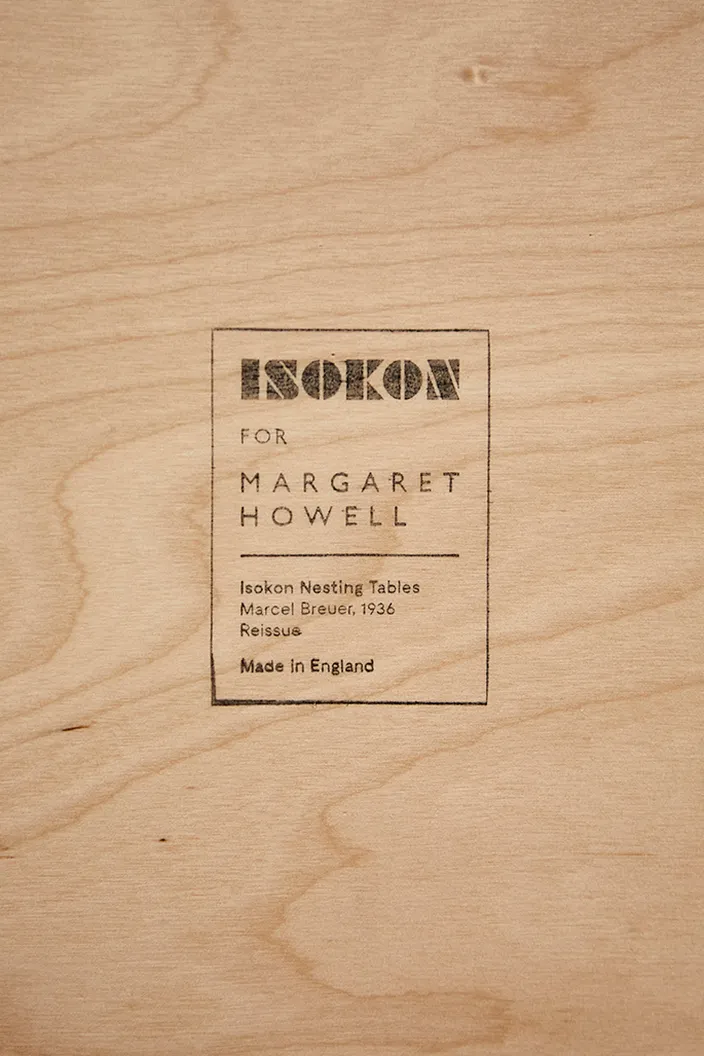 ISOKON
FOR
MARGARET
HOWELL
Isokon Nesting Tables
Marcel Breuer, 1936
Reissue
Made in England